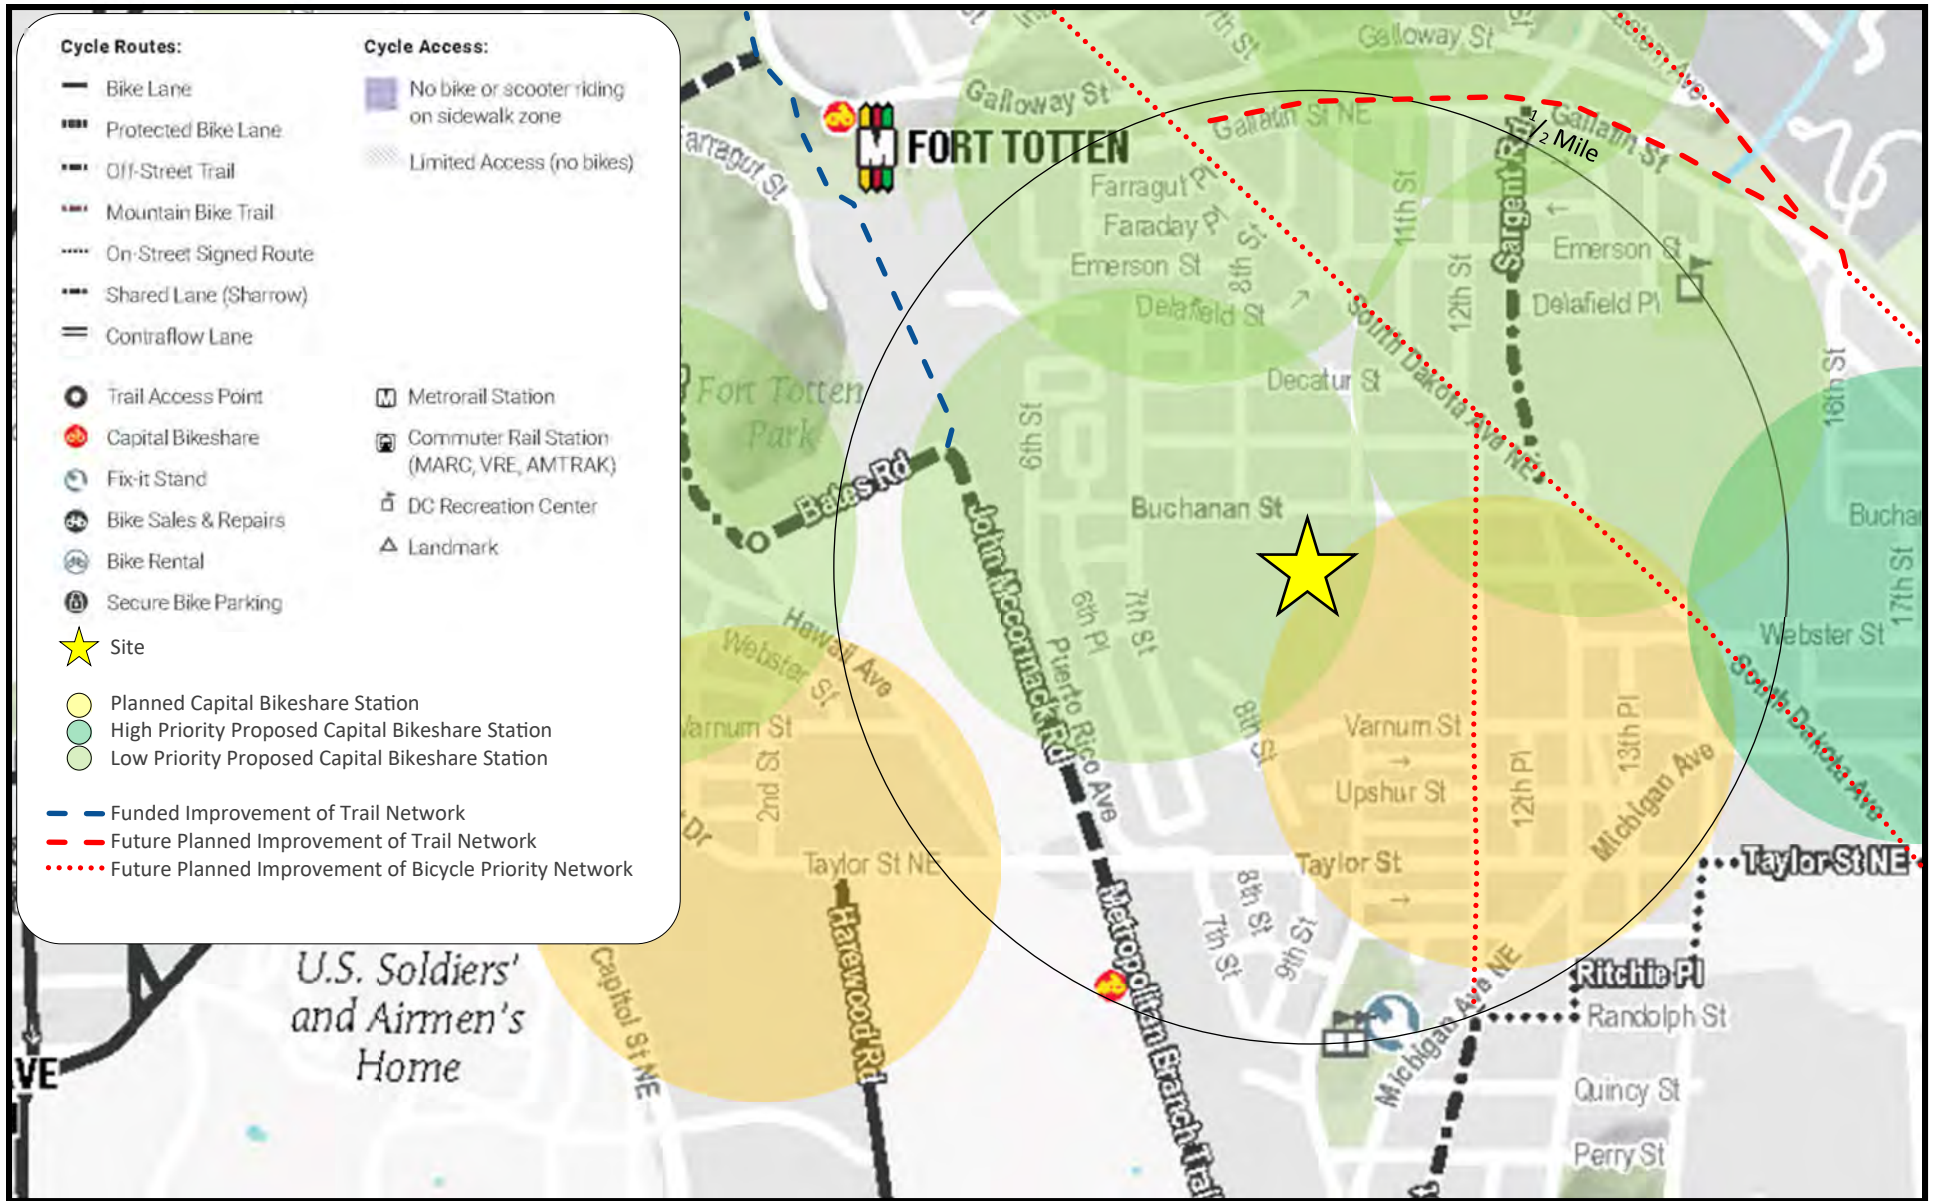 Cycle Routes:
Bike Lane
Protected Bike Lane
Off-Street Trail
Mountain Bike Trail
On-Street Signed Route
Shared Lane (Sharrow)
Contraflow Lane
Trail Access Point
Capital Bikeshare
Fix-it Stand
Bike Sales & Repairs
Bike Rental
Secure Bike Parking
Site
Cycle Access:
No bike or scooter riding
on sidewalk zone
Limited Access (no bikes)
M Metrorail Station
Commuter Rail Station
(MARC, VRE, AMTRAK)
DC Recreation Center
Landmark
Planned Capital Bikeshare Station
High Priority Proposed Capital Bikeshare Station
Low Priority Proposed Capital Bikeshare Station
Funded Improvement of Trail Network
Future Planned Improvement of Trail Network
Future Planned Improvement of Bicycle Priority Network
Galloway St
Galloway St
Eastern Ave
M FORT TOTTEN
Gallatin St NE
Gallatin St
1/2 Mile
Sargent Rd
Farragut St
Farragut Pl
Faraday Pl
Emerson St
8th St
11th St
12th St
Emerson St
Delafield St
Delafield Pl
South Dakota Ave NE
Decatur St
16th St
Fort Totten
Park
6th St
Bates Rd
Buchanan St
17th St
John Mccormack Rd
6th Pl
7th St
Puerto Rico Ave
Webster St
Hawaii Ave
Webster St
South Dakota Ave
Varnum St
2nd St
8th St
Varnum St
Upshur St
12th Pl
13th Pl
Michigan Ave
Dr
Taylor St NE
Taylor St
Taylor St NE
Harewood Rd
Metropolitan Branch Trail
8th St
7th St
9th St
Capitol St NE
Ritchie Pl
Randolph St
Michigan Ave NE
Quincy St
Perry St
U.S. Soldiers'
and Airmen's
Home
VE